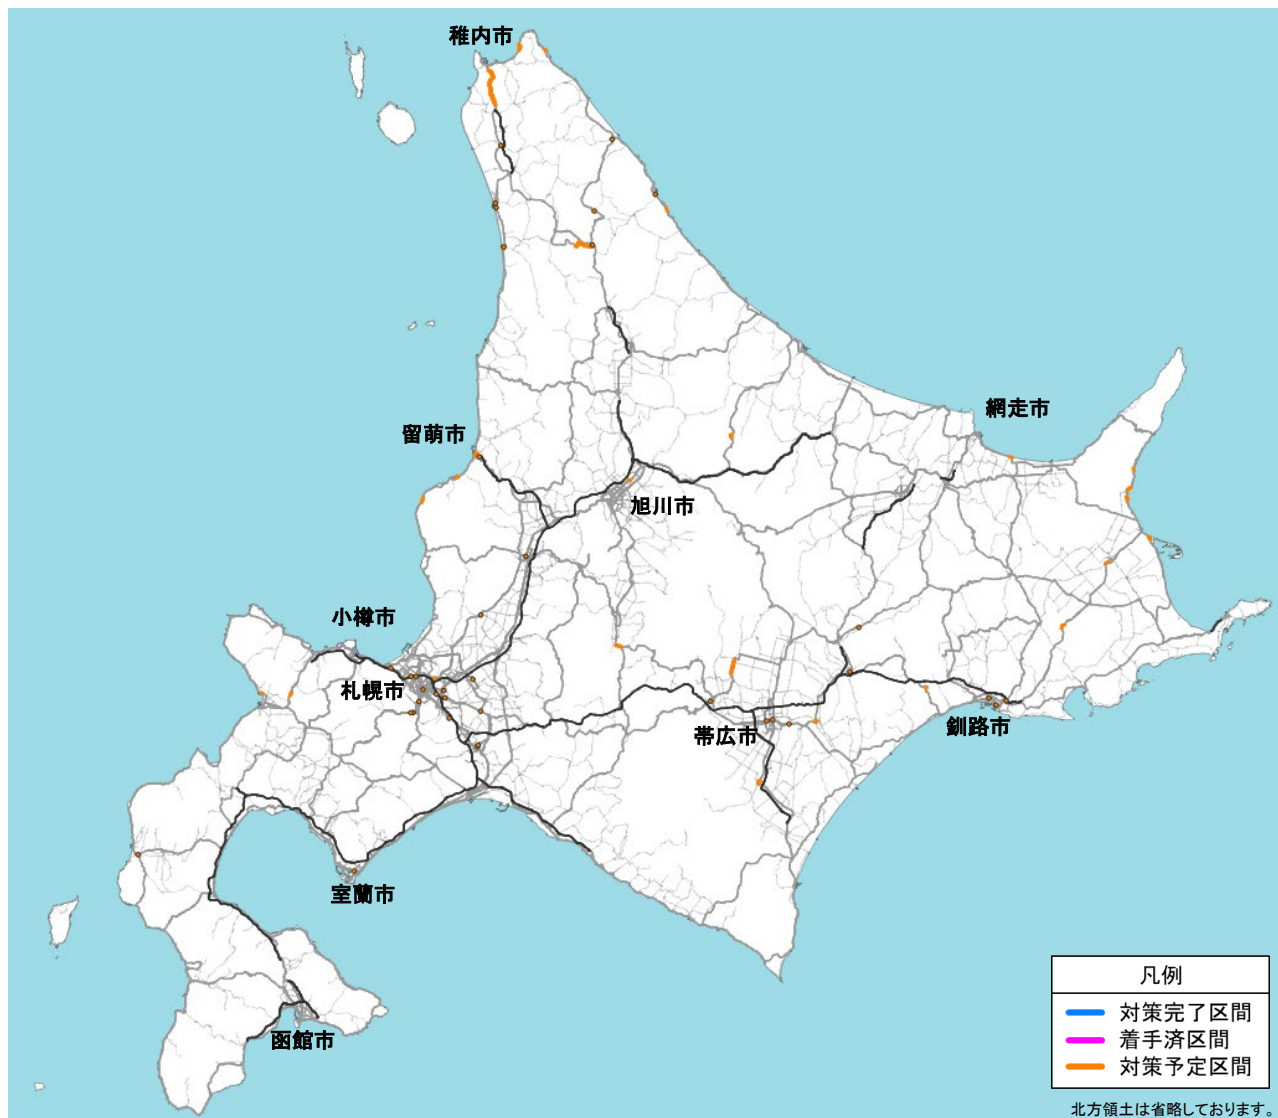 稚内市
網走市
留萌市
旭川市
小樽市
札幌市
帯広市
釧路市
室蘭市
函館市
凡例
対策完了区間
着手済区間
対策予定区間
北方領土は省略しております。